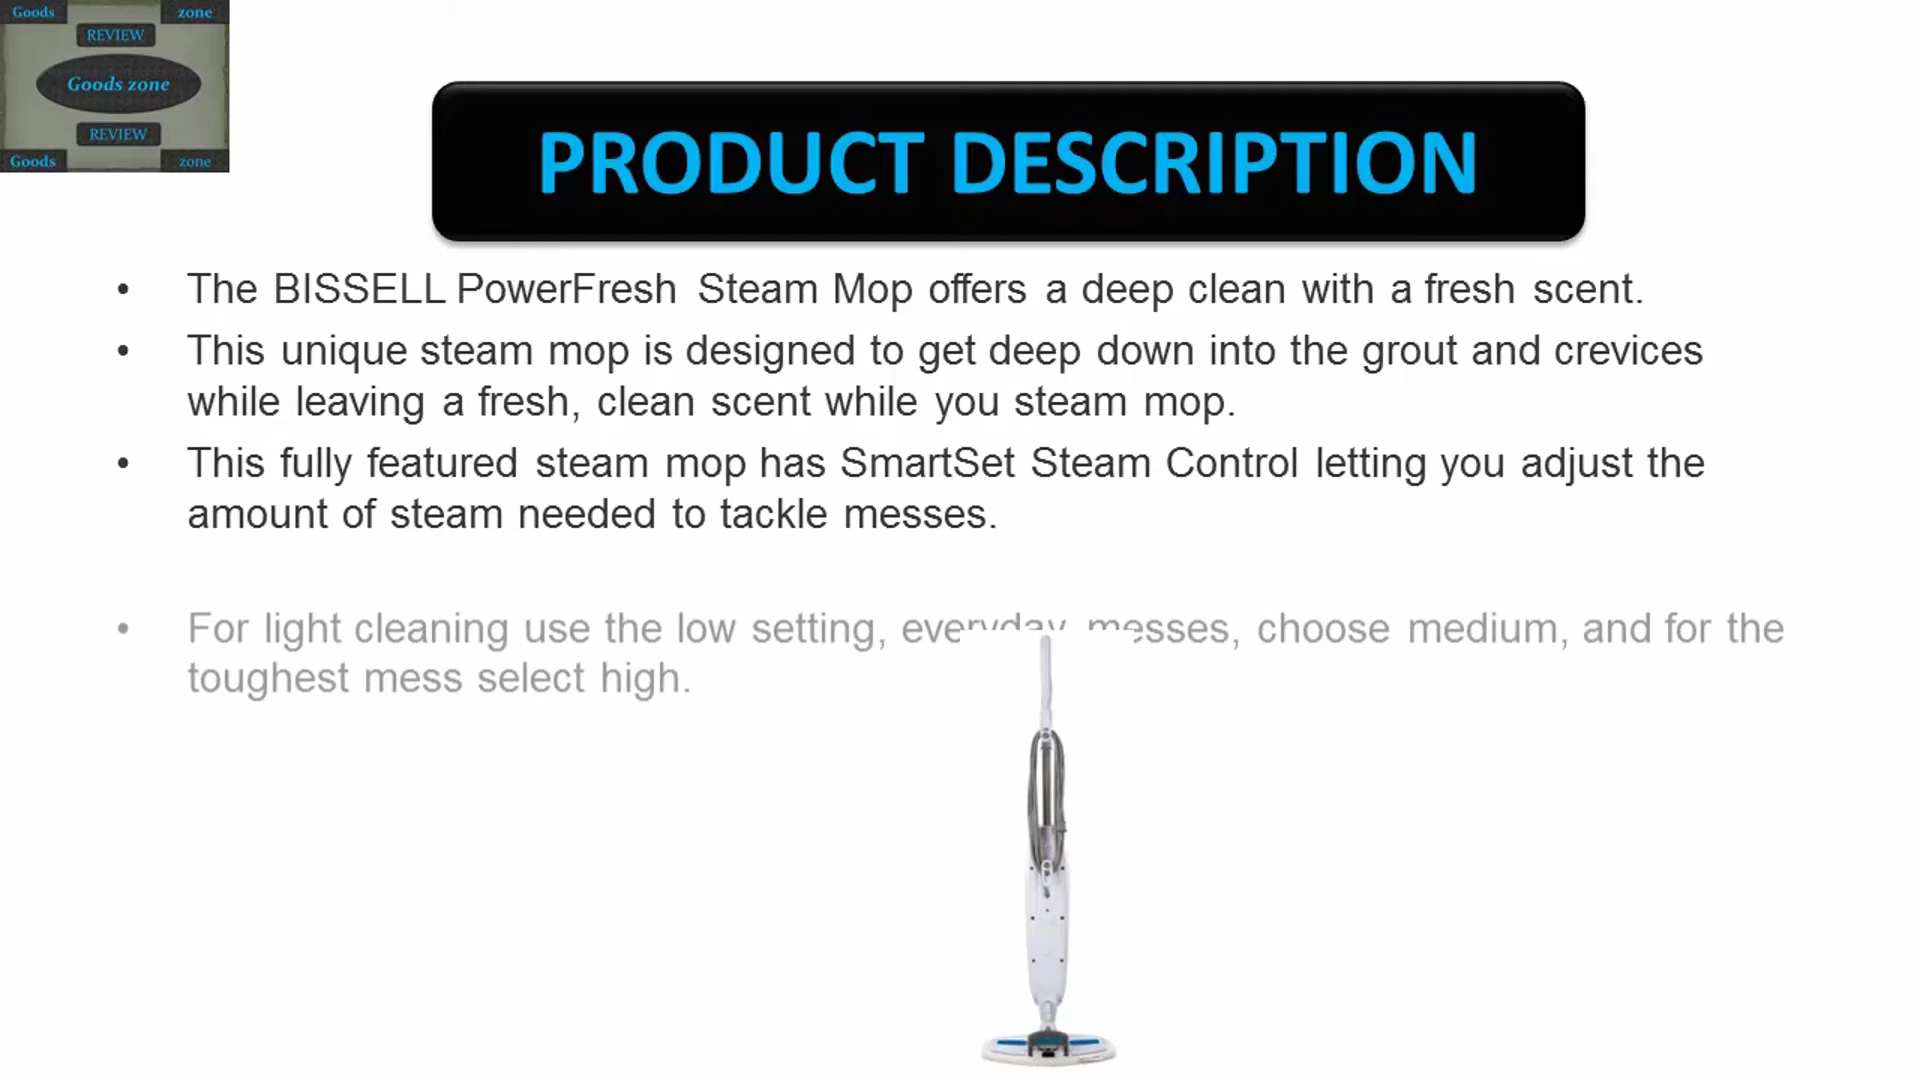 Goods zone
REVIEW
Goods zone
REVIEW
Goods zone
PRODUCT DESCRIPTION
• The BISSELL PowerFresh Steam Mop offers a deep clean with a fresh scent.
• This unique steam mop is designed to get deep down into the grout and crevices
while leaving a fresh, clean scent while you steam mop.
• This fully featured steam mop has SmartSet Steam Control letting you adjust the
amount of steam needed to tackle messes.
• For light cleaning use the low setting, everyday messes, choose medium, and for the
toughest mess select high.